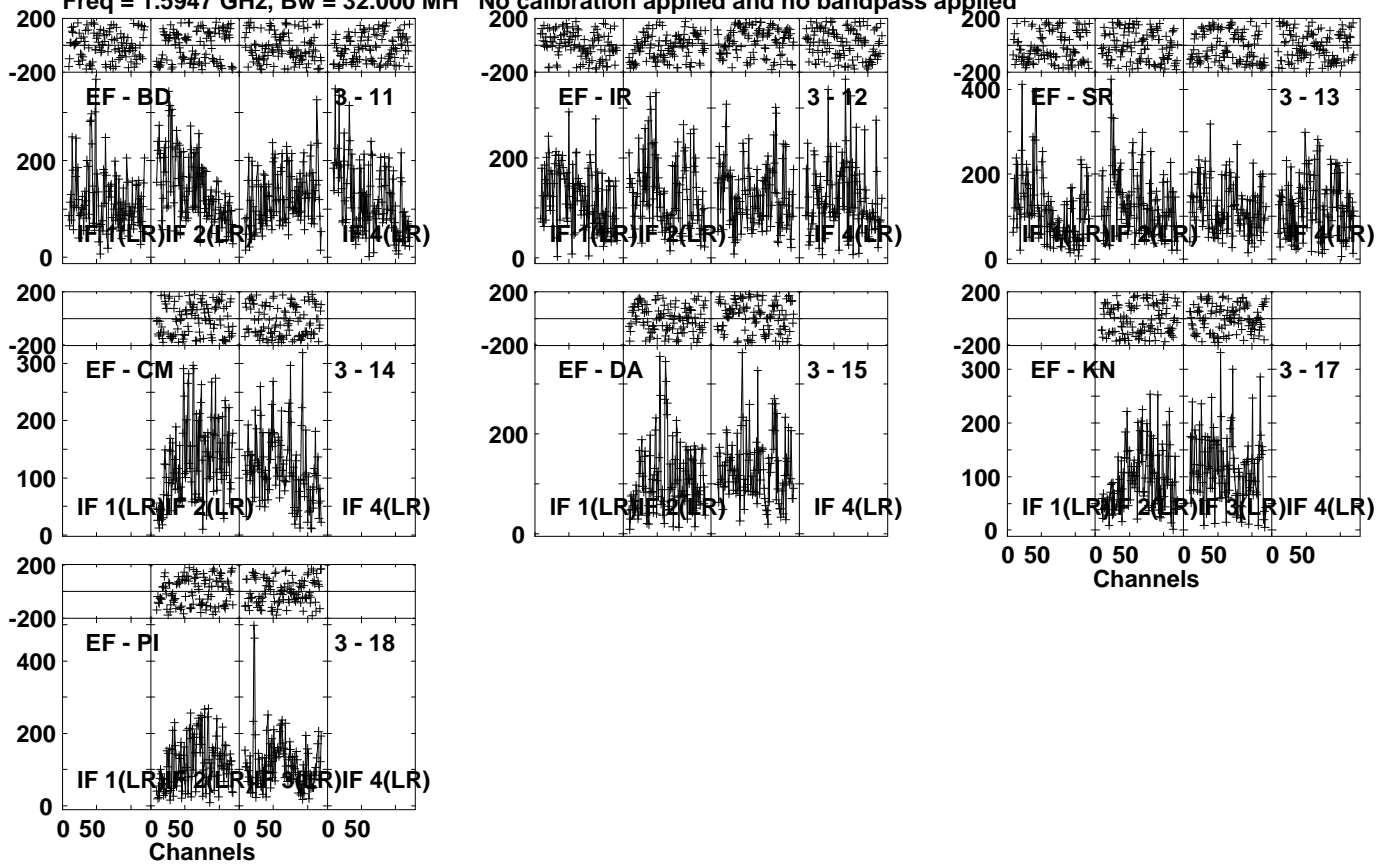 Freq = 1.5947 GHz, Bw = 32.000 MH No calibration applied and no bandpass applied
200
-200
EF - BD 3 - 11
200
0
IF 1(LR) IF 2(LR) IF 4(LR)
200
-200
EF - IR 3 - 12
200
0
IF 1(LR) IF 2(LR) IF 4(LR)
200
-200
400
EF - SR 3 - 13
200
0
IF 1(LR) IF 2(LR) IF 4(LR)
200
-200
300
EF - CM 3 - 14
200
100
0
IF 1(LR) IF 2(LR) IF 4(LR)
200
-200
EF - DA 3 - 15
200
0
IF 1(LR) IF 2(LR) IF 4(LR)
200
-200
300
EF - KN 3 - 17
200
100
0
IF 1(LR) IF 2(LR) IF 3(LR) IF 4(LR)
0 50 0 50 0 50 0 50
Channels
200
-200
EF - PI 3 - 18
400
200
0
IF 1(LR) IF 2(LR) IF 3(LR) IF 4(LR)
0 50 0 50 0 50 0 50
Channels